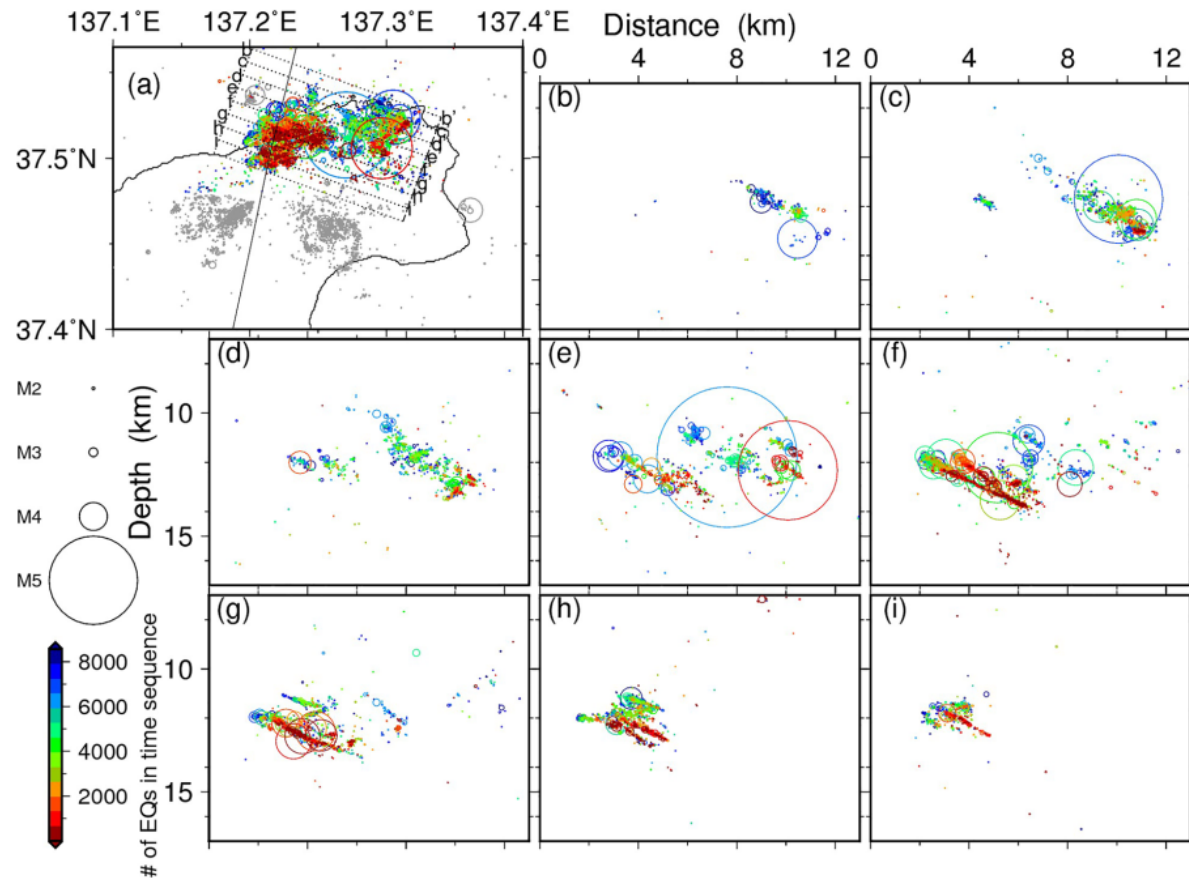 137.1˚E 137.2˚E 137.3˚E 137.4˚E
Distance (km)
0 4 8 12
0 4 8 12
(a)
b
c
d
e
f
g
h
i
b'
c'
d'
e'
f'
g'
h'
i'
37.5˚N
37.4˚N
(b)
(c)
M2
M3
M4
M5
Depth (km)
10
15
(d)
(e)
(f)
8000
6000
4000
2000
# of EQs in time sequence
10
15
(g)
(h)
(i)